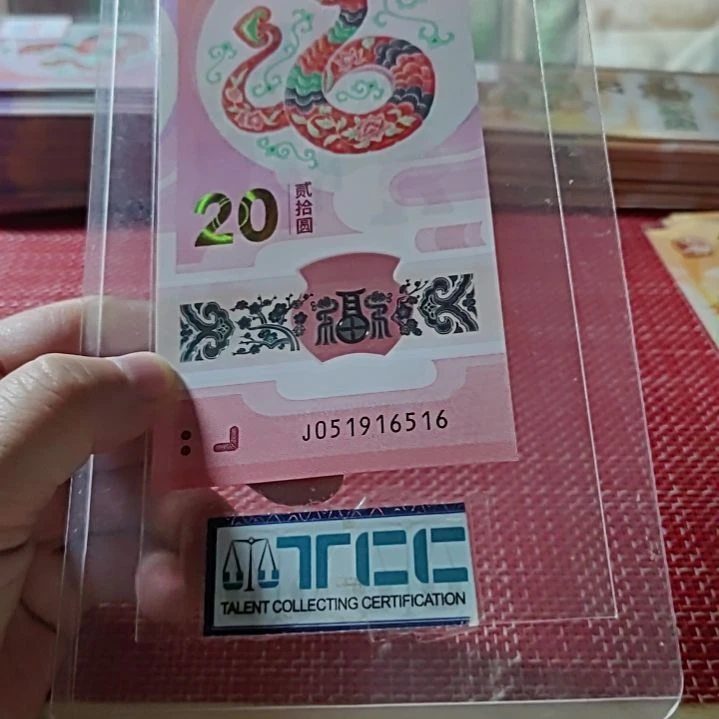 20
贰拾圆
J051916516
TCC
TALENT COLLECTING CERTIFICATION